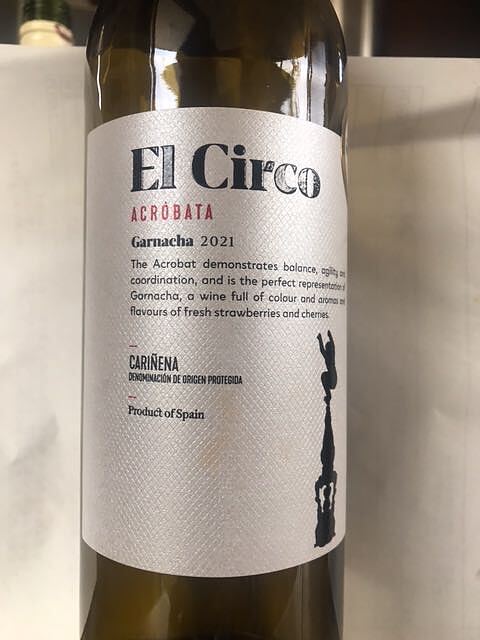 El Circo
ACRÓBATA
Garnacha 2021
The Acrobat demonstrates balance, agility and
coordination, and is the perfect representation of
Garnacha, a wine full of colour and aromas and
flavours of fresh strawberries and cherries.
CARIÑENA
DENOMINACIÓN DE ORIGEN PROTEGIDA
Product of Spain